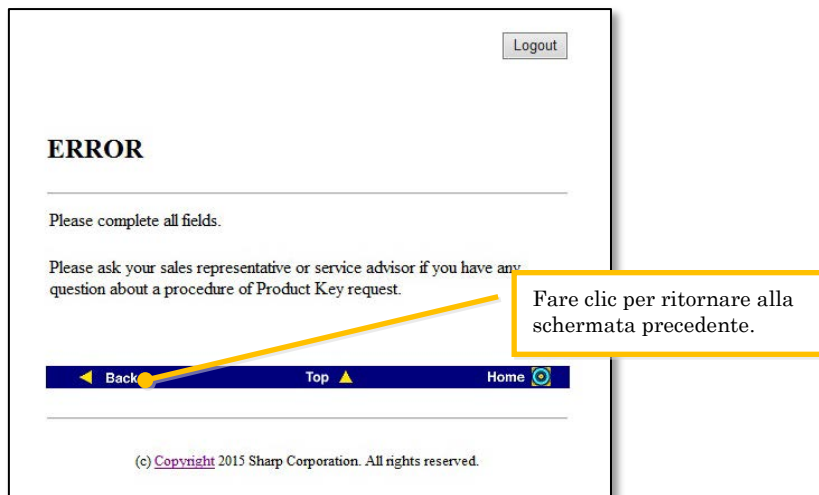 Logout
ERROR
Please complete all fields.
Please ask your sales representative or service advisor if you have any
question about a procedure of Product Key request.
Fare clic per ritornare alla
schermata precedente.
Back Top Home
(c) Copyright 2015 Sharp Corporation. All rights reserved.